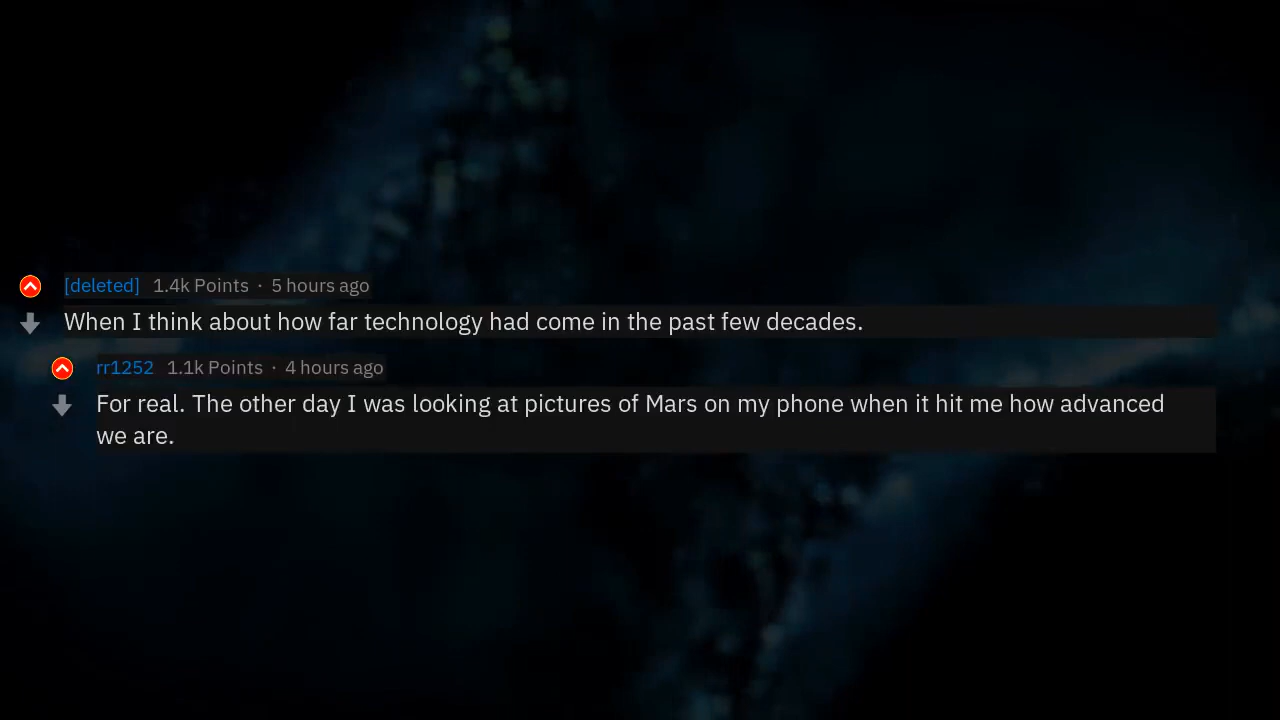 [deleted] 1.4k Points · 5 hours ago
When I think about how far technology had come in the past few decades.
rr1252 1.1k Points · 4 hours ago
For real. The other day I was looking at pictures of Mars on my phone when it hit me how advanced
we are.